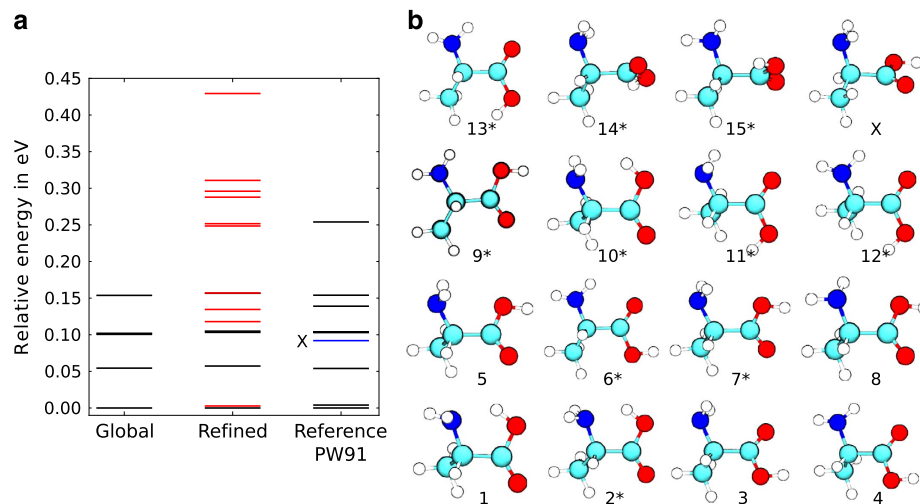 a
b
Relative energy in eV
0.45
0.40
0.35
0.30
0.25
0.20
0.15
0.10
0.05
0.00
X
Global
Refined
Reference
PW91
13*
14*
15*
X
9*
10*
11*
12*
5
6*
7*
8
1
2*
3
4